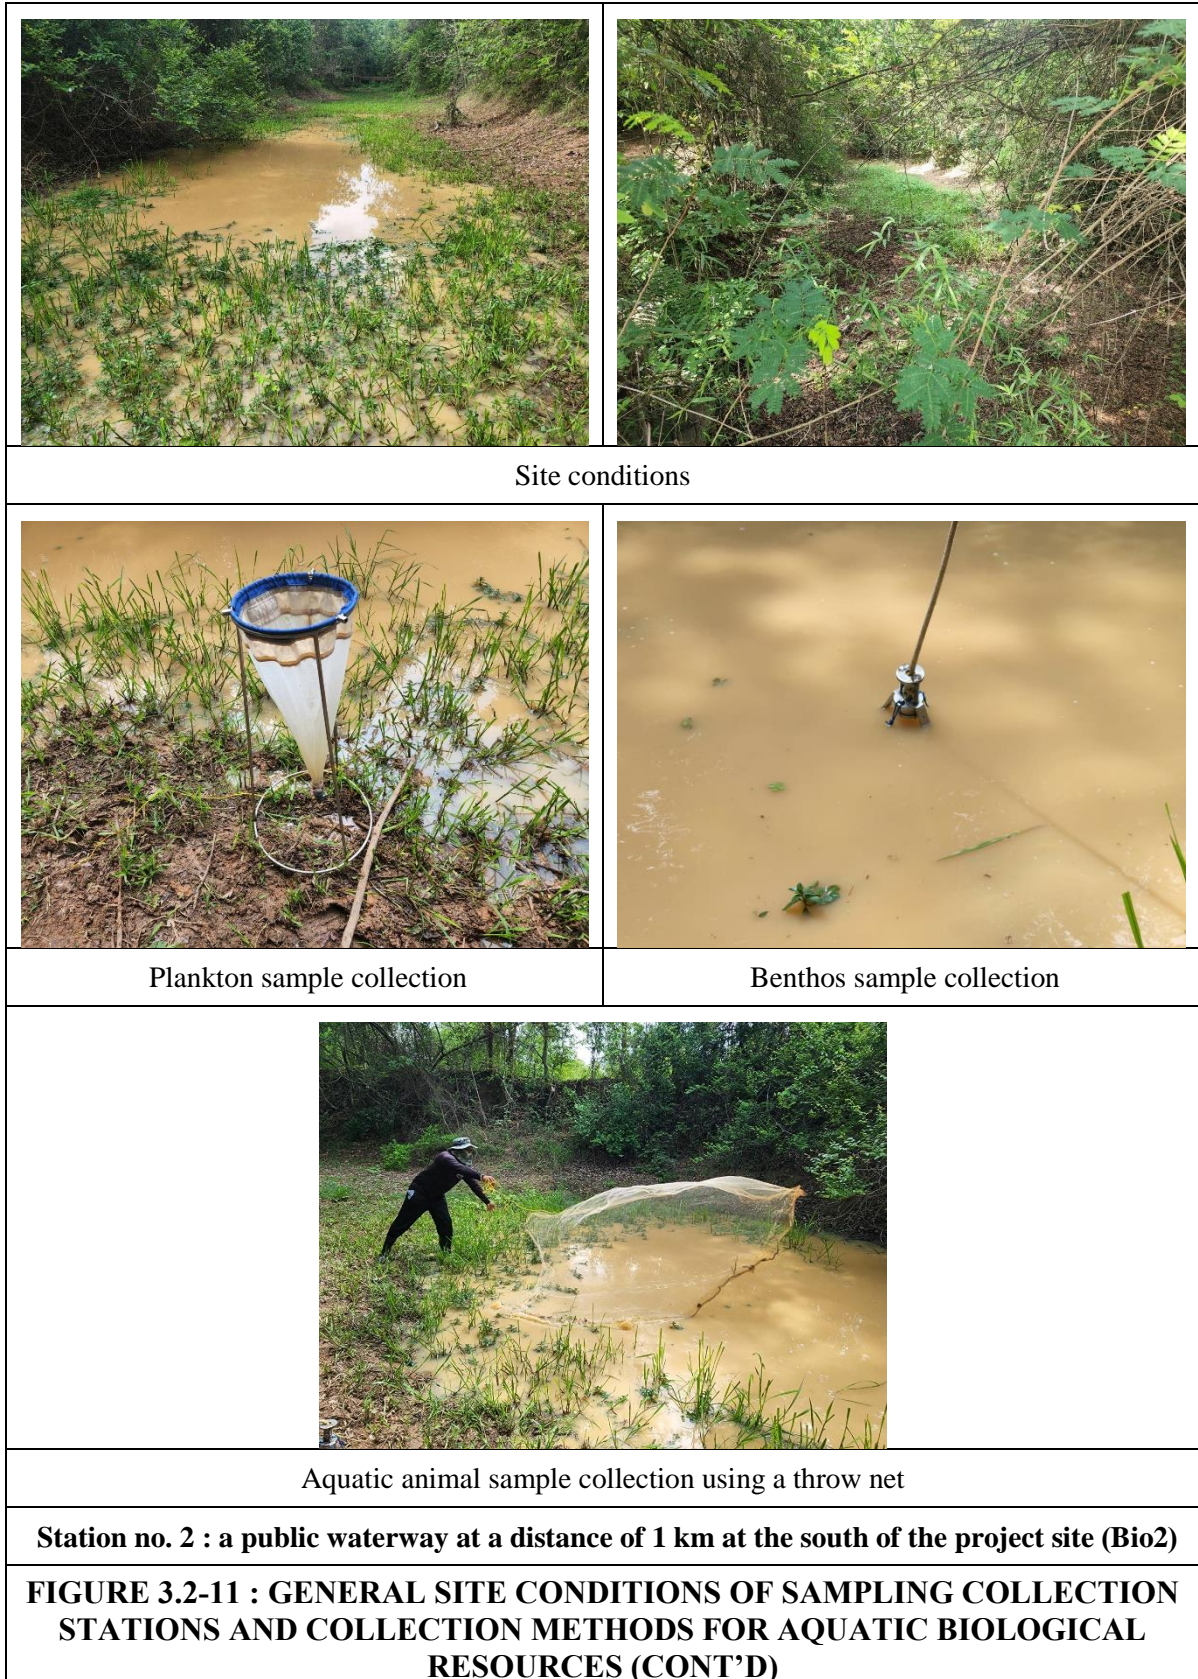 Site conditions
Plankton sample collection
Benthos sample collection
Aquatic animal sample collection using a throw net
Station no. 2 : a public waterway at a distance of 1 km at the south of the project site (Bio2)
FIGURE 3.2-11 : GENERAL SITE CONDITIONS OF SAMPLING COLLECTION
STATIONS AND COLLECTION METHODS FOR AQUATIC BIOLOGICAL
RESOURCES (CONT’D)